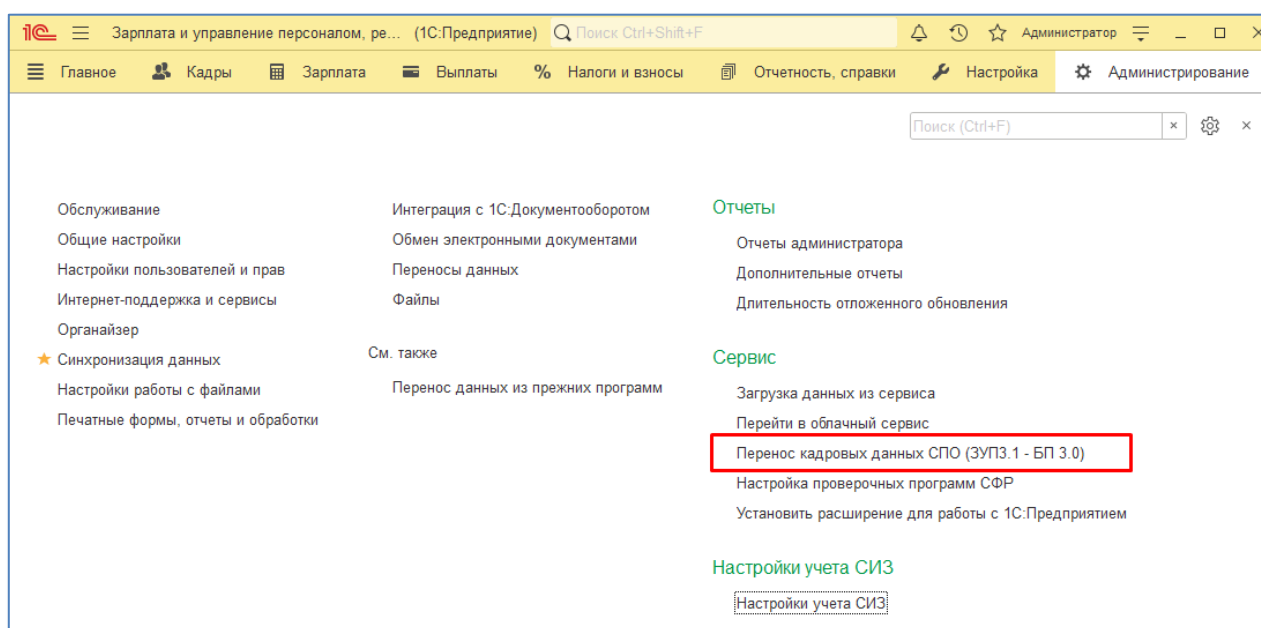 1С Зарплата и управление персоналом, ре... (1С:Предприятие) Поиск Ctrl+Shift+F Администратор
Главное Кадры Зарплата Выплаты % Налоги и взносы Отчетность, справки Настройка Администрирование
Поиск (Ctrl+F)
Обслуживание
Общие настройки
Настройки пользователей и прав
Интернет-поддержка и сервисы
Органайзер
Синхронизация данных
Настройки работы с файлами
Печатные формы, отчеты и обработки
Интеграция с 1С:Документооборотом
Обмен электронными документами
Переносы данных
Файлы
См. также
Перенос данных из прежних программ
Отчеты
Отчеты администратора
Дополнительные отчеты
Длительность отложенного обновления
Сервис
Загрузка данных из сервиса
Перейти в облачный сервис
Перенос кадровых данных СПО (ЗУП3.1 - БП 3.0)
Настройка проверочных программ СФР
Установить расширение для работы с 1С:Предприятием
Настройки учета СИЗ
Настройки учета СИЗ